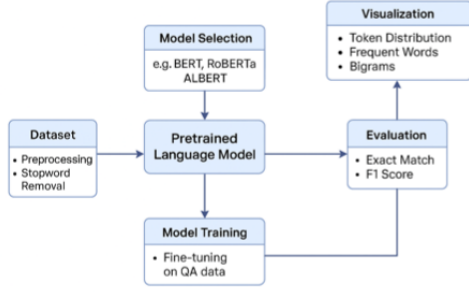 Visualization
• Token Distribution
• Frequent Words
• Bigrams
Model Selection
e.g. BERT, RoBERTa
ALBERT
Dataset
• Preprocessing
• Stopword
Removal
Pretrained
Language Model
Evaluation
• Exact Match
• F1 Score
Model Training
• Fine-tuning
on QA data